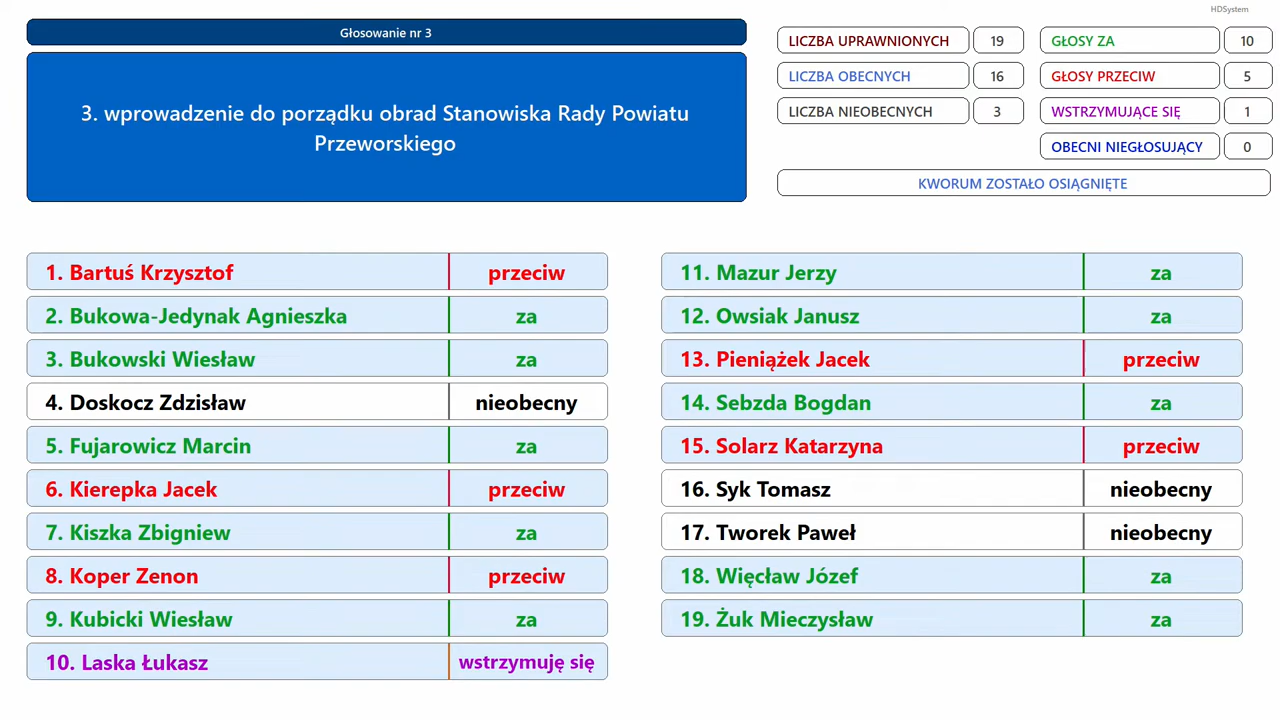 HDSystem
Głosowanie nr 3
3. wprowadzenie do porządku obrad Stanowiska Rady Powiatu
Przeworskiego
LICZBA UPRAWNIONYCH 19
LICZBA OBECNYCH 16
LICZBA NIEOBECNYCH 3
GŁOSY ZA 10
GŁOSY PRZECIW 5
WSTRZYMUJĄCE SIĘ 1
OBECNI NIEGŁOSUJĄCY 0
KWORUM ZOSTAŁO OSIĄGNIĘTE
1. Bartuś Krzysztof przeciw
2. Bukowa-Jedynak Agnieszka za
3. Bukowski Wiesław za
4. Doskocz Zdzisław nieobecny
5. Fujarowicz Marcin za
6. Kierepka Jacek przeciw
7. Kiszka Zbigniew za
8. Koper Zenon przeciw
9. Kubicki Wiesław za
10. Laska Łukasz wstrzymuję się
11. Mazur Jerzy za
12. Owsiak Janusz za
13. Pieniążek Jacek przeciw
14. Sebzda Bogdan za
15. Solarz Katarzyna przeciw
16. Syk Tomasz nieobecny
17. Tworek Paweł nieobecny
18. Więcław Józef za
19. Żuk Mieczysław za